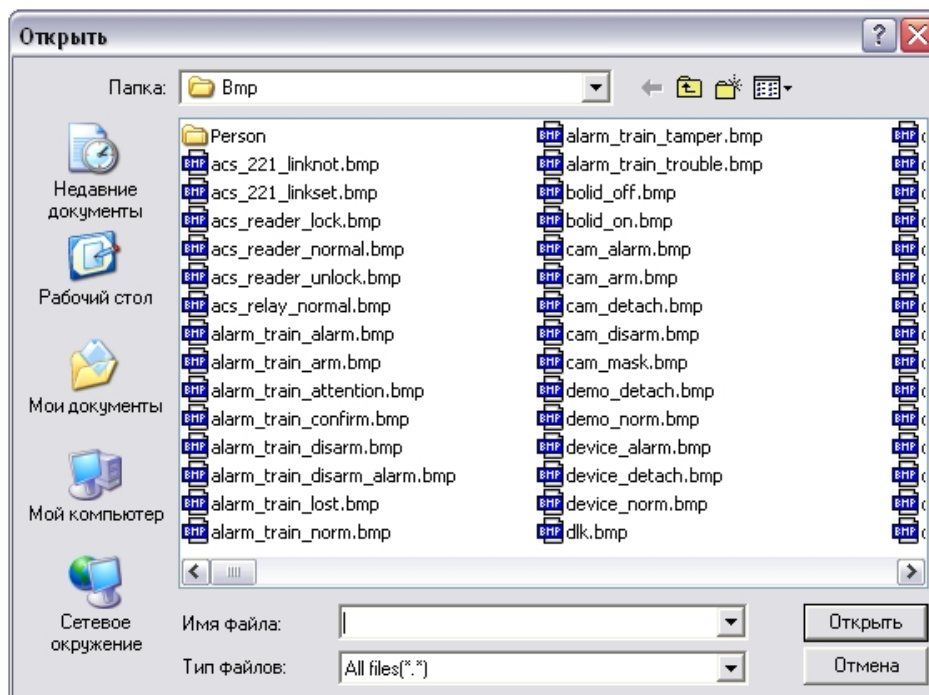 Открыть
Папка: Bmp
Недавние документы
Рабочий стол
Мои документы
Мой компьютер
Сетевое окружение
Person
acs_221_linknot.bmp
acs_221_linkset.bmp
acs_reader_lock.bmp
acs_reader_normal.bmp
acs_reader_unlock.bmp
acs_relay_normal.bmp
alarm_train_alarm.bmp
alarm_train_arm.bmp
alarm_train_attention.bmp
alarm_train_confirm.bmp
alarm_train_disarm.bmp
alarm_train_disarm_alarm.bmp
alarm_train_lost.bmp
alarm_train_norm.bmp
alarm_train_tamper.bmp
alarm_train_trouble.bmp
bolid_off.bmp
bolid_on.bmp
cam_alarm.bmp
cam_arm.bmp
cam_detach.bmp
cam_disarm.bmp
cam_mask.bmp
demo_detach.bmp
demo_norm.bmp
device_alarm.bmp
device_detach.bmp
device_norm.bmp
dlk.bmp
Имя файла:
Открыть
Тип файлов: All files(*.*)
Отмена